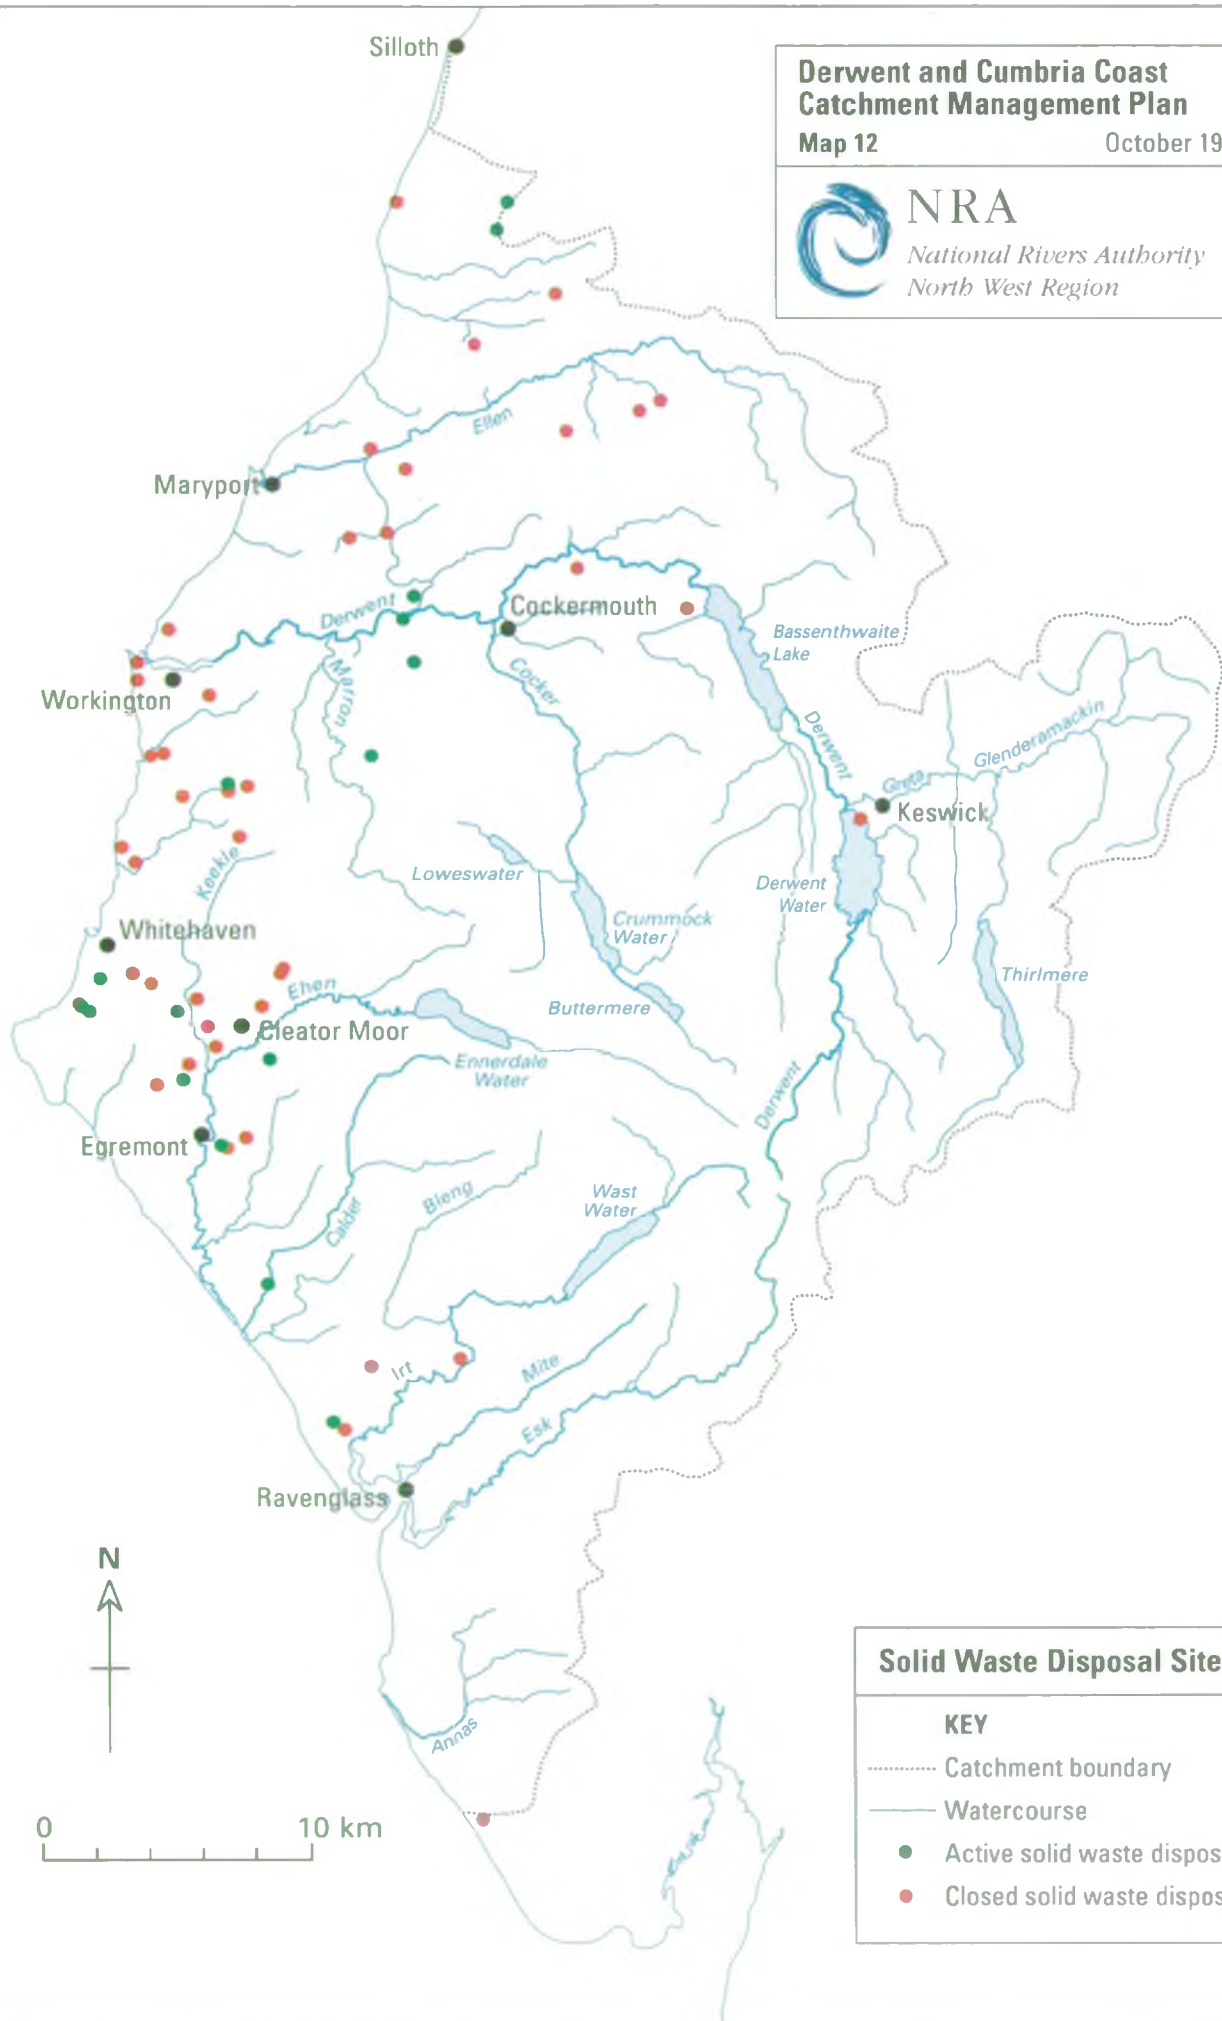 Silloth
Derwent and Cumbria Coast
Catchment Management Plan
Map 12 October 19
NRA
National Rivers Authority
North West Region
Ellen
Maryport
Derwent
Cockermouth
Bassenthwaite
Lake
Marron
Cocker
Workington
Derwent
Glenderamackin
Greta
Keswick
Keekle
Loweswater
Derwent
Water
Crummock
Water
Whitehaven
Thirlmere
Ehen
Buttermere
Cleator Moor
Ennerdale
Water
Derwent
Egremont
Wast
Water
Bleng
Calder
Irt
Mite
Esk
Ravenglass
N
Annas
0 10 km
Solid Waste Disposal Site
KEY
Catchment boundary
Watercourse
Active solid waste dispos
Closed solid waste dispos